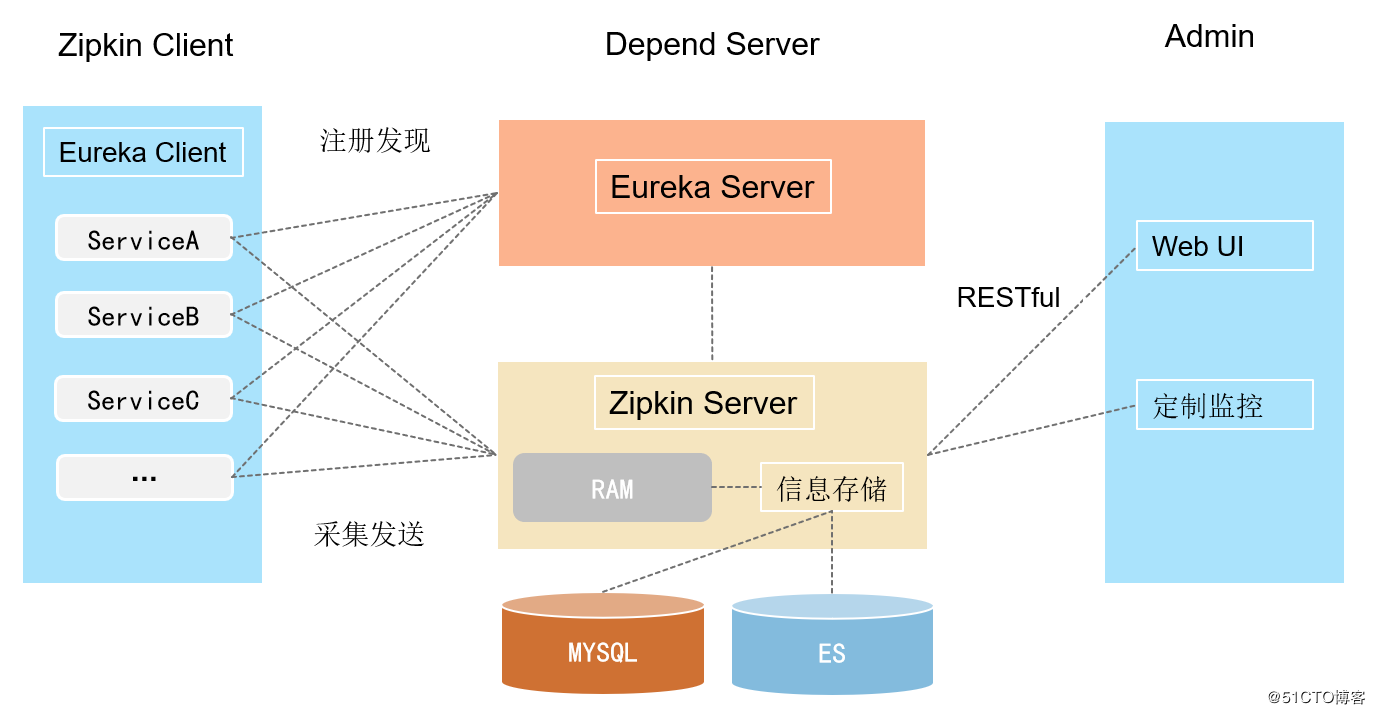 Zipkin Client
Depend Server
Admin
Eureka Client
注册发现
Eureka Server
ServiceA
ServiceB
ServiceC
...
采集发送
Zipkin Server
RAM
信息存储
MYSQL
ES
RESTful
Web UI
定制监控
@51CTO博客